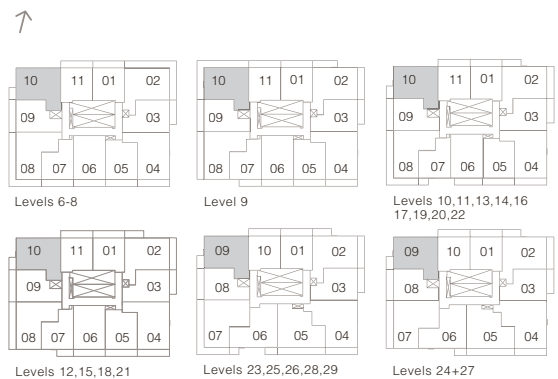 10 11 01 02
09 03
08 07 06 05 04
Levels 6-8
10 11 01 02
09 03
08 07 06 05 04
Level 9
10 11 01 02
09 03
08 07 06 05 04
Levels 10,11,13,14,16
17,19,20,22
10 11 01 02
09 03
08 07 06 05 04
Levels 12,15,18,21
09 10 01 02
08 03
07 06 05 04
Levels 23,25,26,28,29
09 10 01 02
08 03
07 06 05 04
Levels 24+27